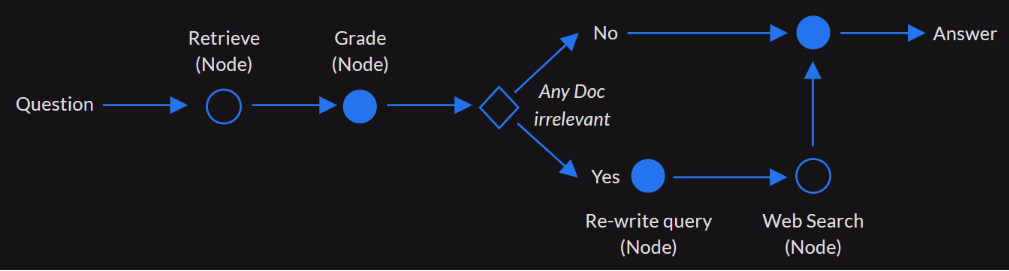 Question
Retrieve
(Node)
Grade
(Node)
Any Doc
irrelevant
No
Answer
Yes
Re-write query
(Node)
Web Search
(Node)